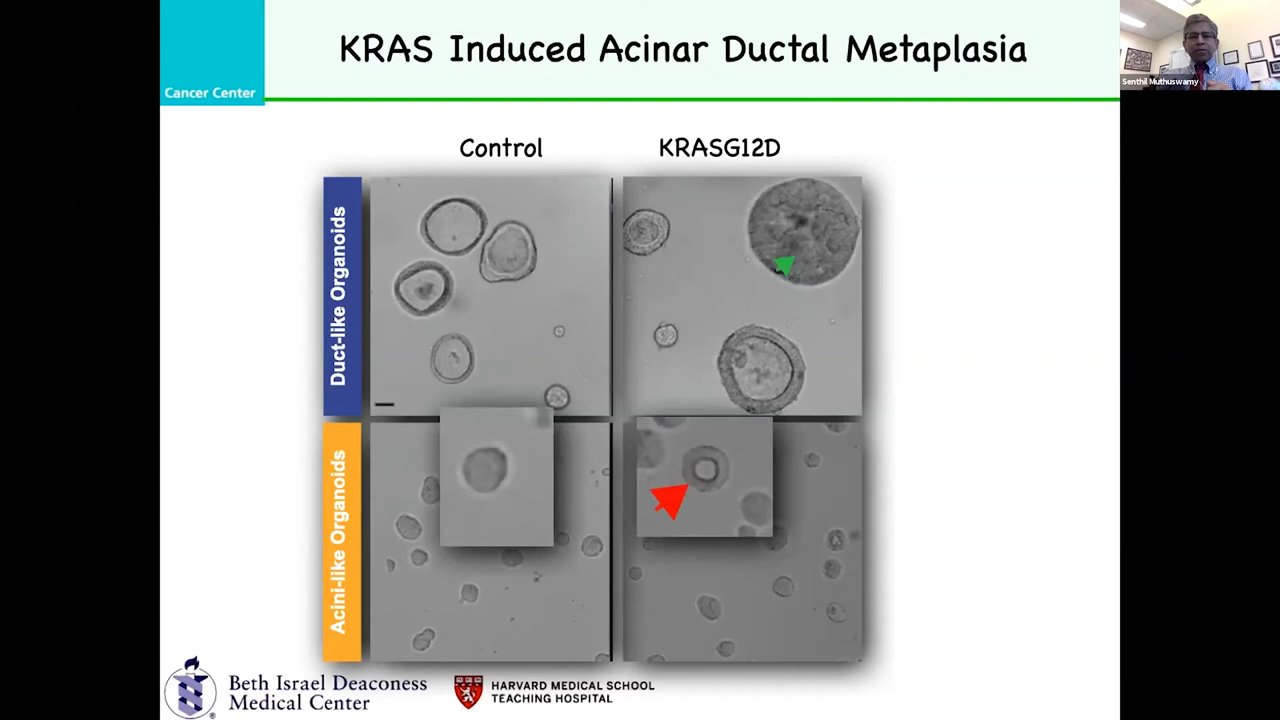 KRAS Induced Acinar Ductal Metaplasia
Cancer Center
Senthil Muthuswamy
Control
KRASG12D
Duct-like Organoids
Acini-like Organoids
Beth Israel Deaconess
Medical Center
HARVARD MEDICAL SCHOOL
TEACHING HOSPITAL